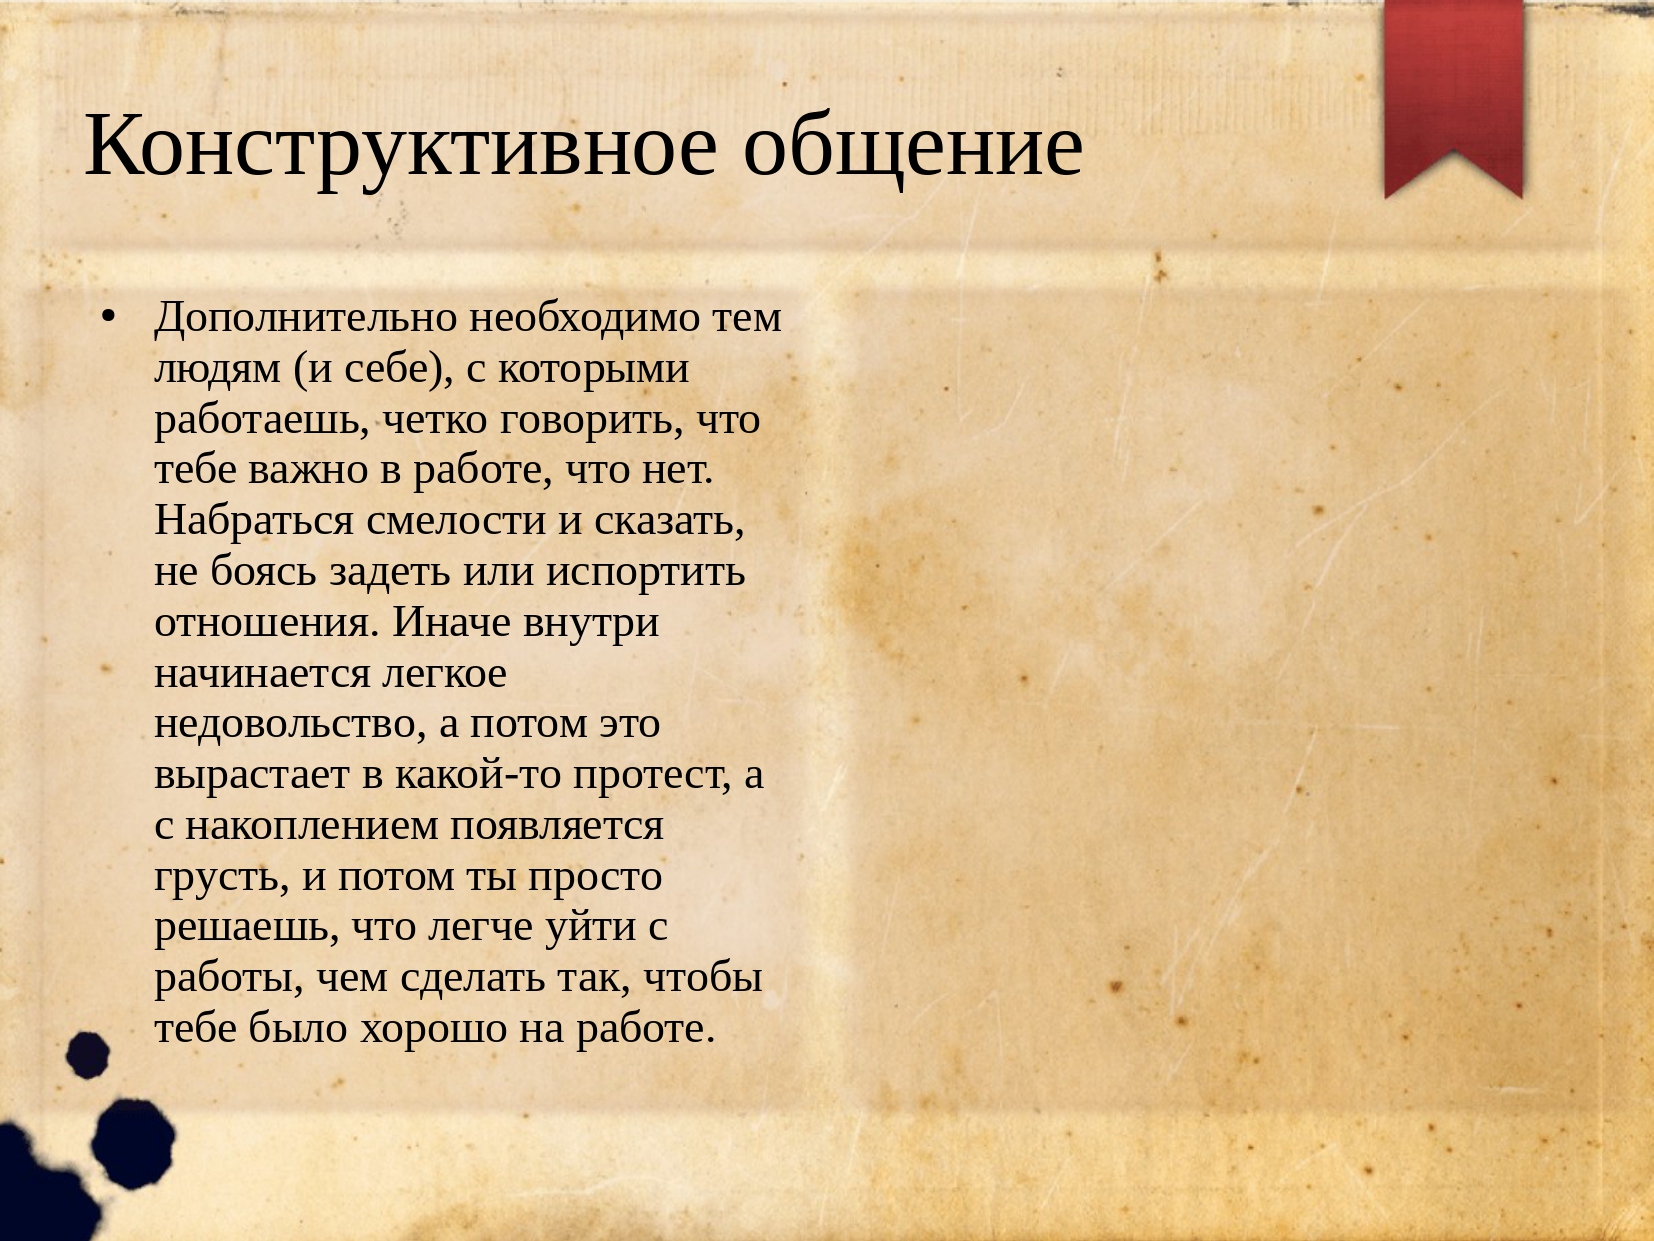 Конструктивное общение
• Дополнительно необходимо тем
людям (и себе), с которыми
работаешь, четко говорить, что
тебе важно в работе, что нет.
Набраться смелости и сказать,
не боясь задеть или испортить
отношения. Иначе внутри
начинается легкое
недовольство, а потом это
вырастает в какой-то протест, а
с накоплением появляется
грусть, и потом ты просто
решаешь, что легче уйти с
работы, чем сделать так, чтобы
тебе было хорошо на работе.